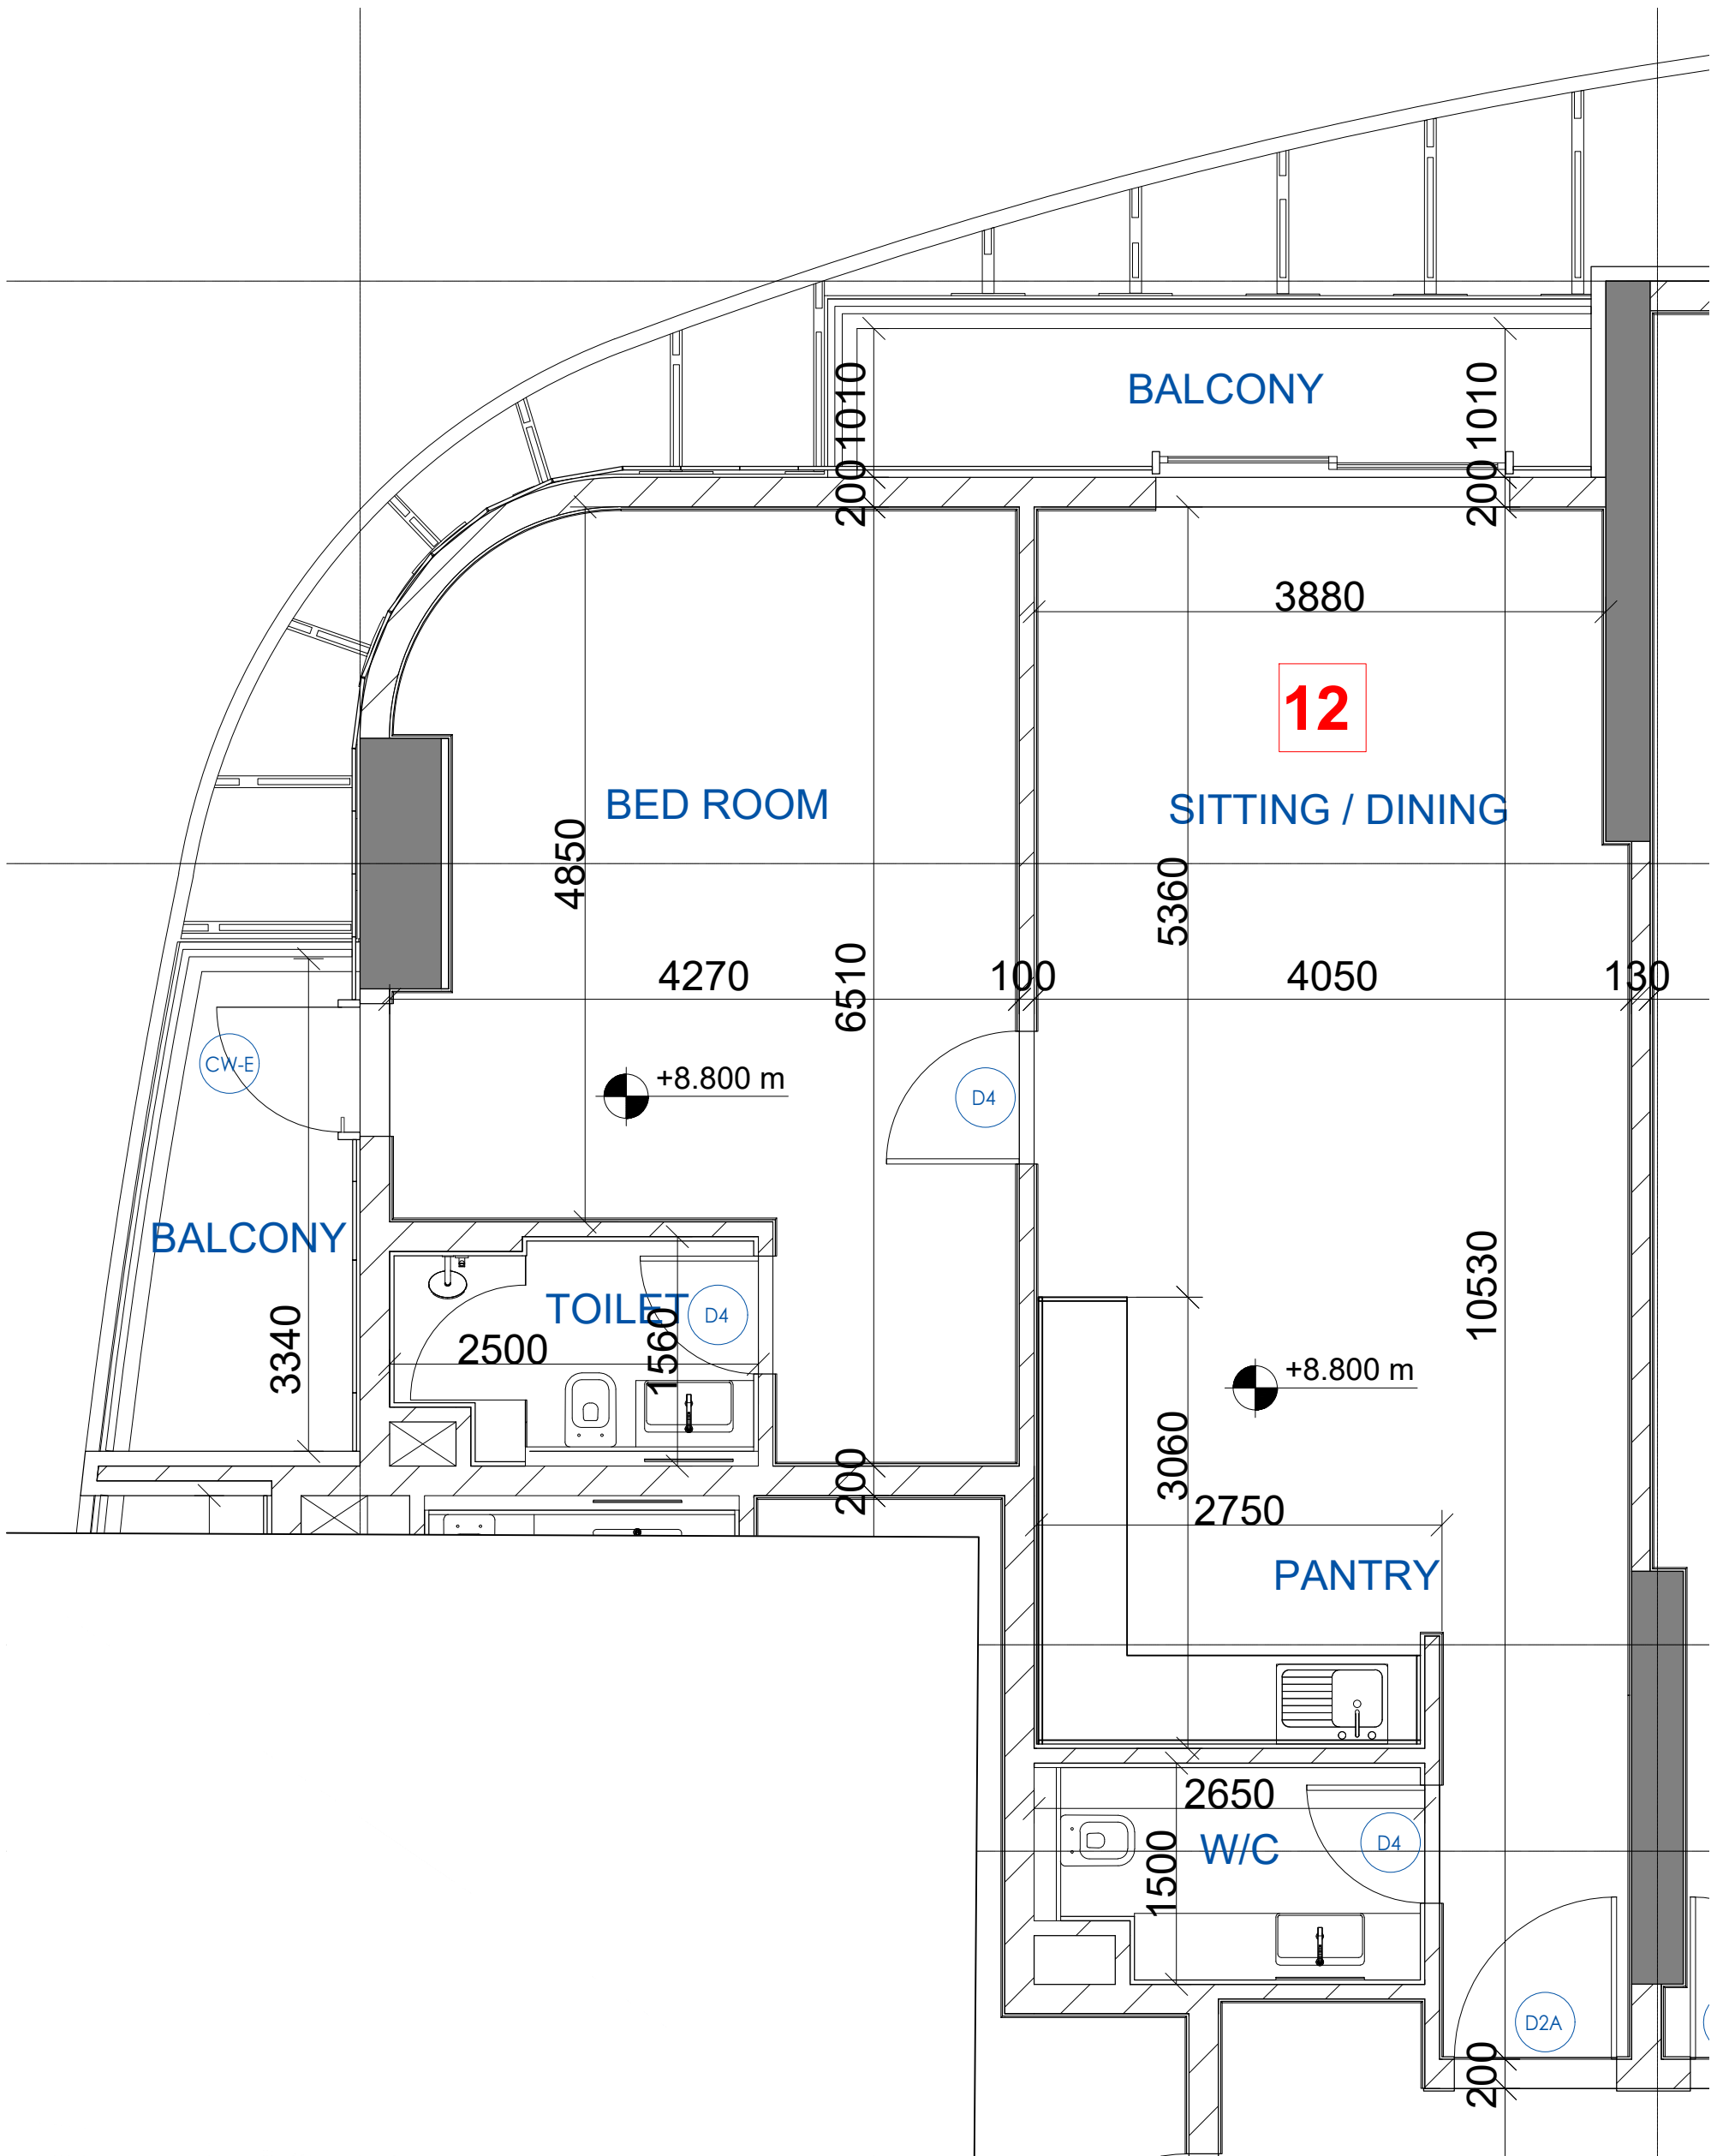 BALCONY
1010
1010
200
200
3880
12
BED ROOM
SITTING / DINING
4850
5360
4270
6510
100
4050
130
CW-E
+8.800 m
D4
BALCONY
3340
TOILET
D4
2500
1560
10530
+8.800 m
3060
200
2750
PANTRY
2650
W/C
1500
D4
D2A
200